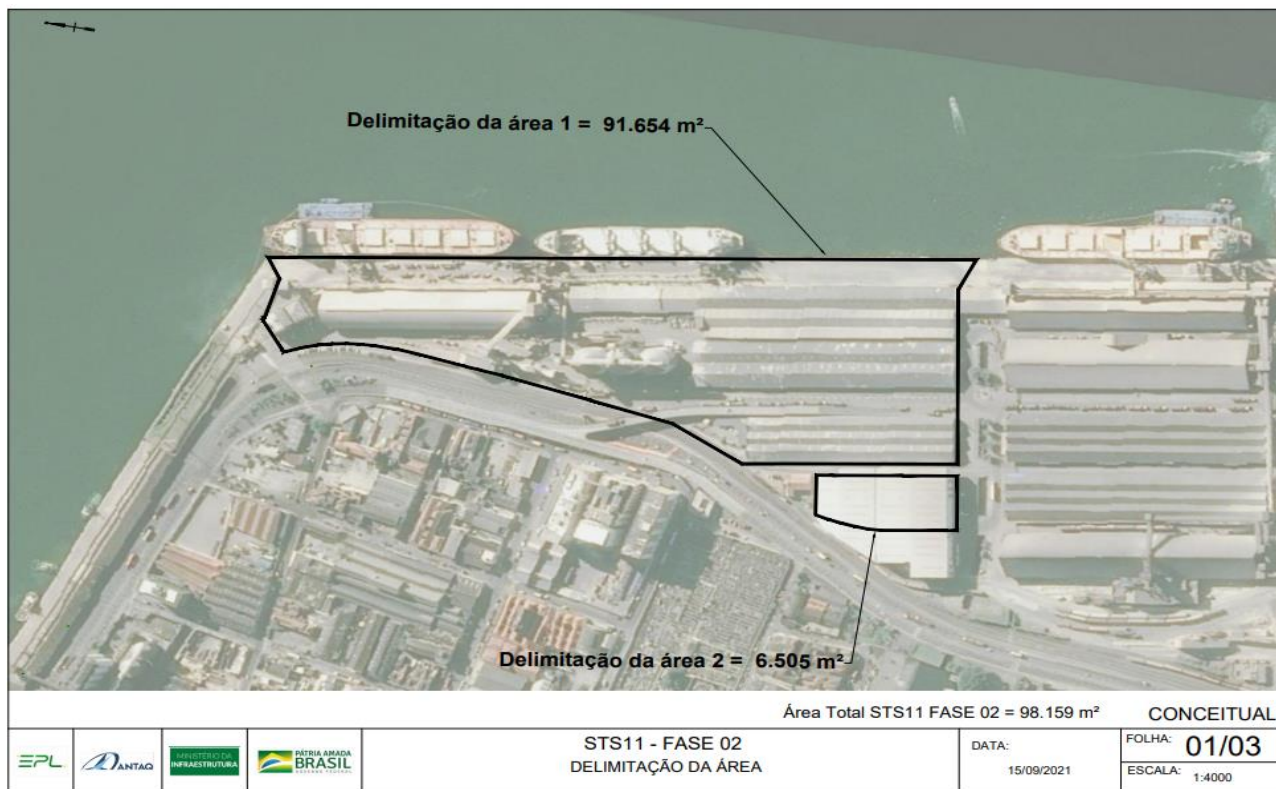 Delimitação da área 1 = 91.654 m²
Delimitação da área 2 = 6.505 m²
Área Total STS11 FASE 02 = 98.159 m²
CONCEITUAL
EPL
ANTAQ
MINISTÉRIO DA
INFRAESTRUTURA
PÁTRIA AMADA
BRASIL
GOVERNO FEDERAL
STS11 - FASE 02
DELIMITAÇÃO DA ÁREA
DATA:
15/09/2021
FOLHA: 01/03
ESCALA: 1:4000